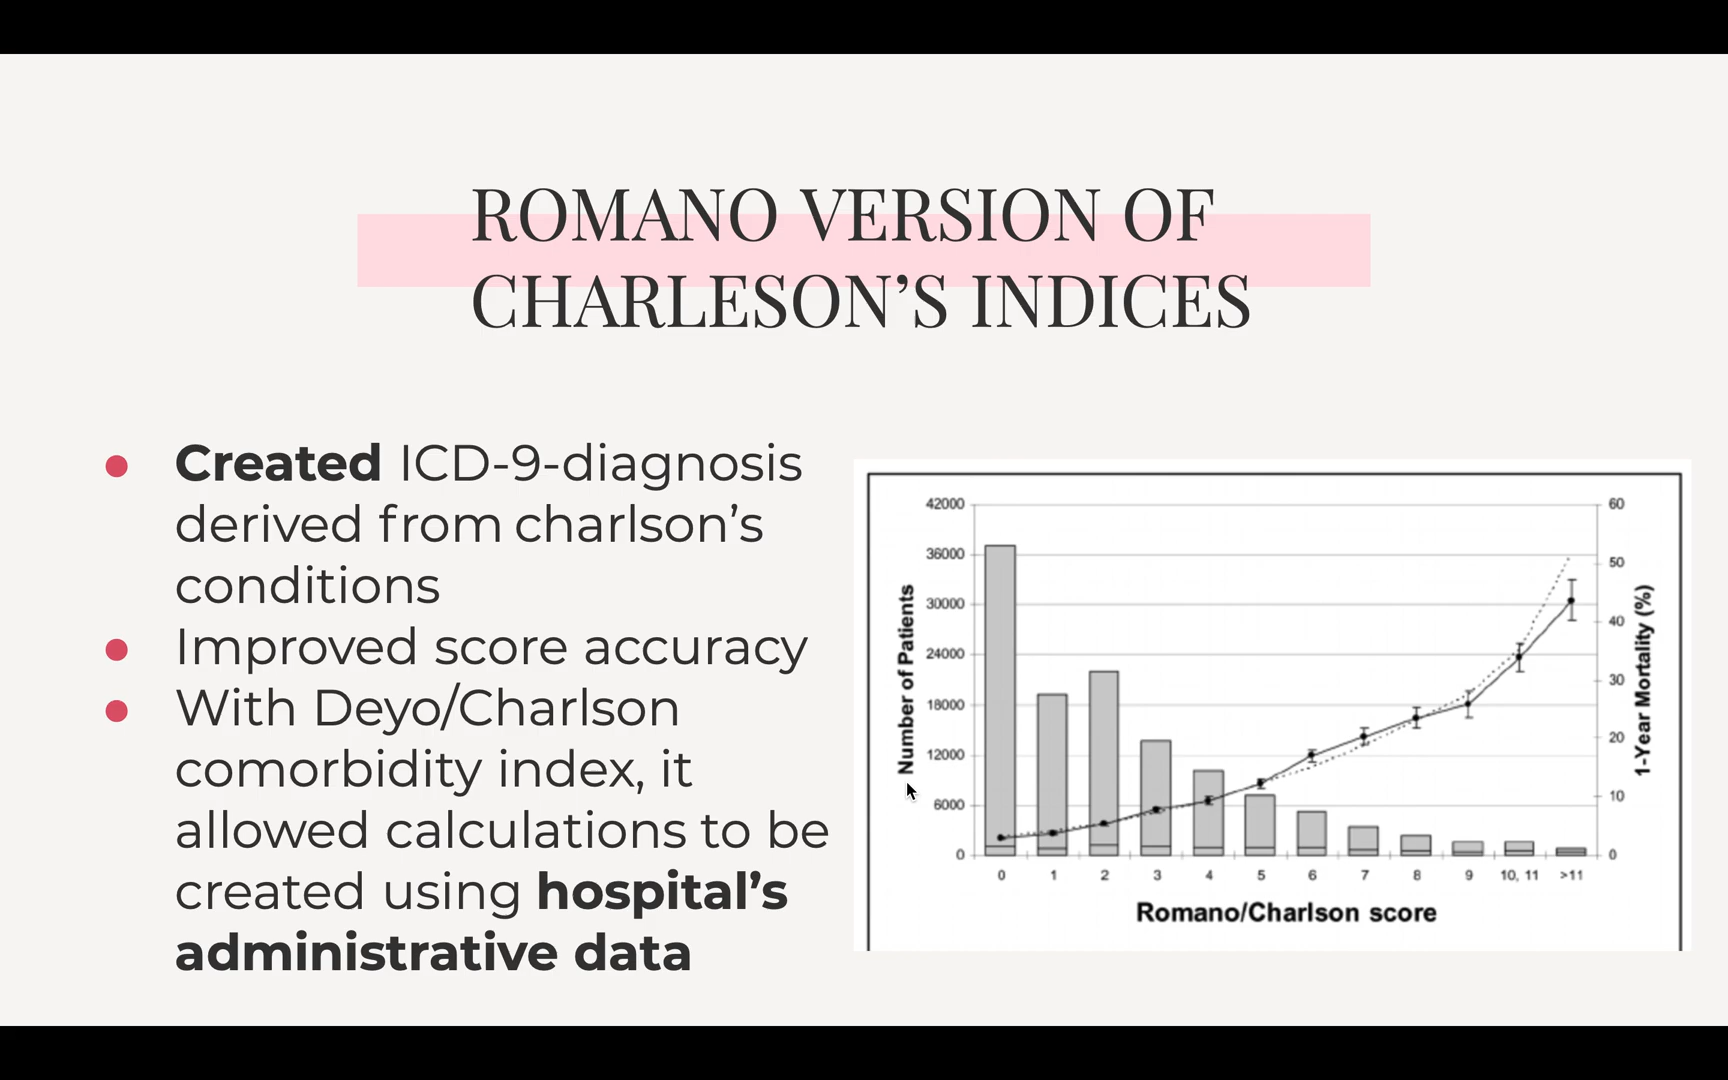 ROMANO VERSION OF
CHARLESON’S INDICES
● Created ICD-9-diagnosis
derived from charlson’s
conditions
● Improved score accuracy
● With Deyo/Charlson
comorbidity index, it
allowed calculations to be
created using hospital’s
administrative data
42000
36000
30000
24000
18000
12000
6000
0
Number of Patients
60
50
40
30
20
10
0
1-Year Mortality (%)
0 1 2 3 4 5 6 7 8 9 10, 11 >11
Romano/Charlson score